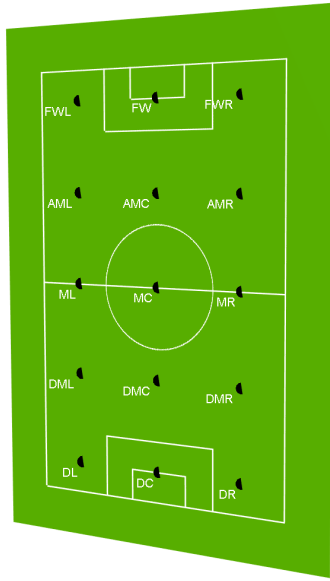 FWL FW FWR
AML AMC AMR
ML MC MR
DML DMC DMR
DL DC DR